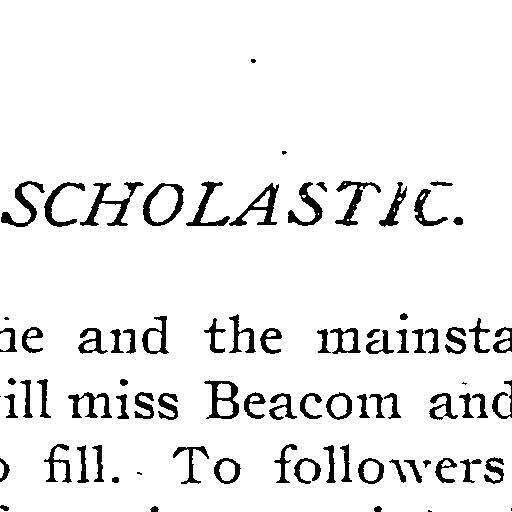 SCHOLASTIC.
and the mainsta
ill miss Beacom and
fill. To followers